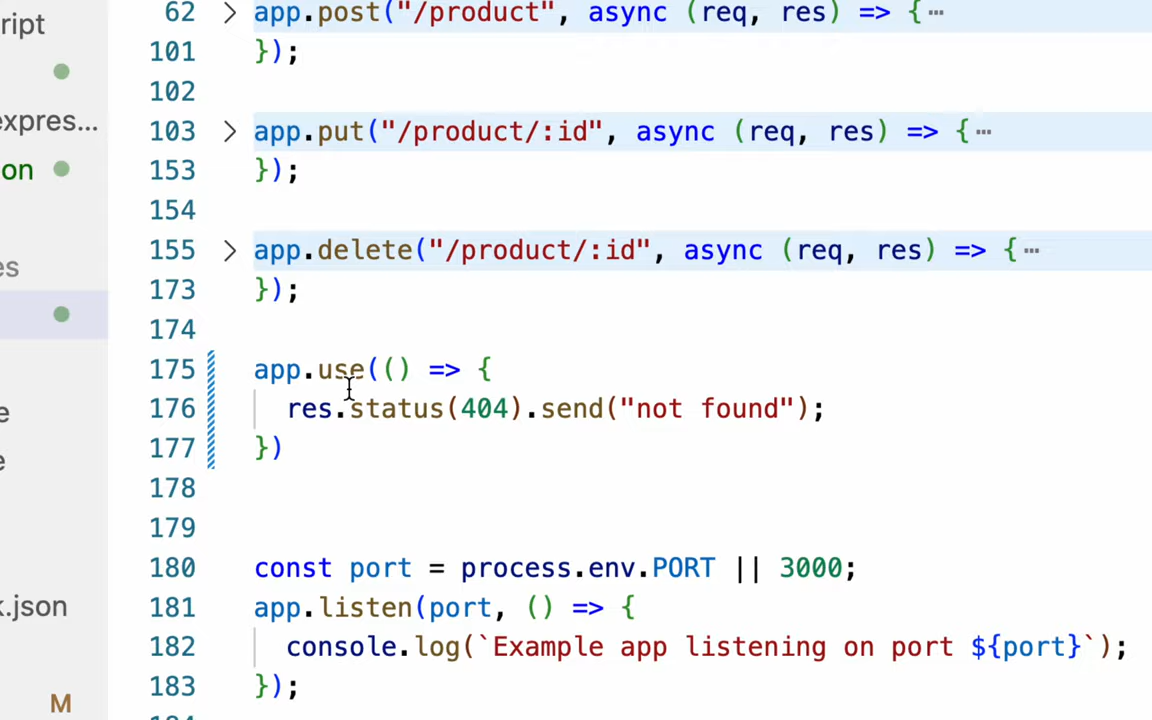 ript
expres...
on
es
e
e
k.json
M
62 > app.post("/product", async (req, res) => {…
101 });
102
103 > app.put("/product/:id", async (req, res) => {…
153 });
154
155 > app.delete("/product/:id", async (req, res) => {…
173 });
174
175 app.use(() => {
176 res.status(404).send("not found");
177 })
178
179
180 const port = process.env.PORT || 3000;
181 app.listen(port, () => {
182 console.log(`Example app listening on port ${port}`);
183 });